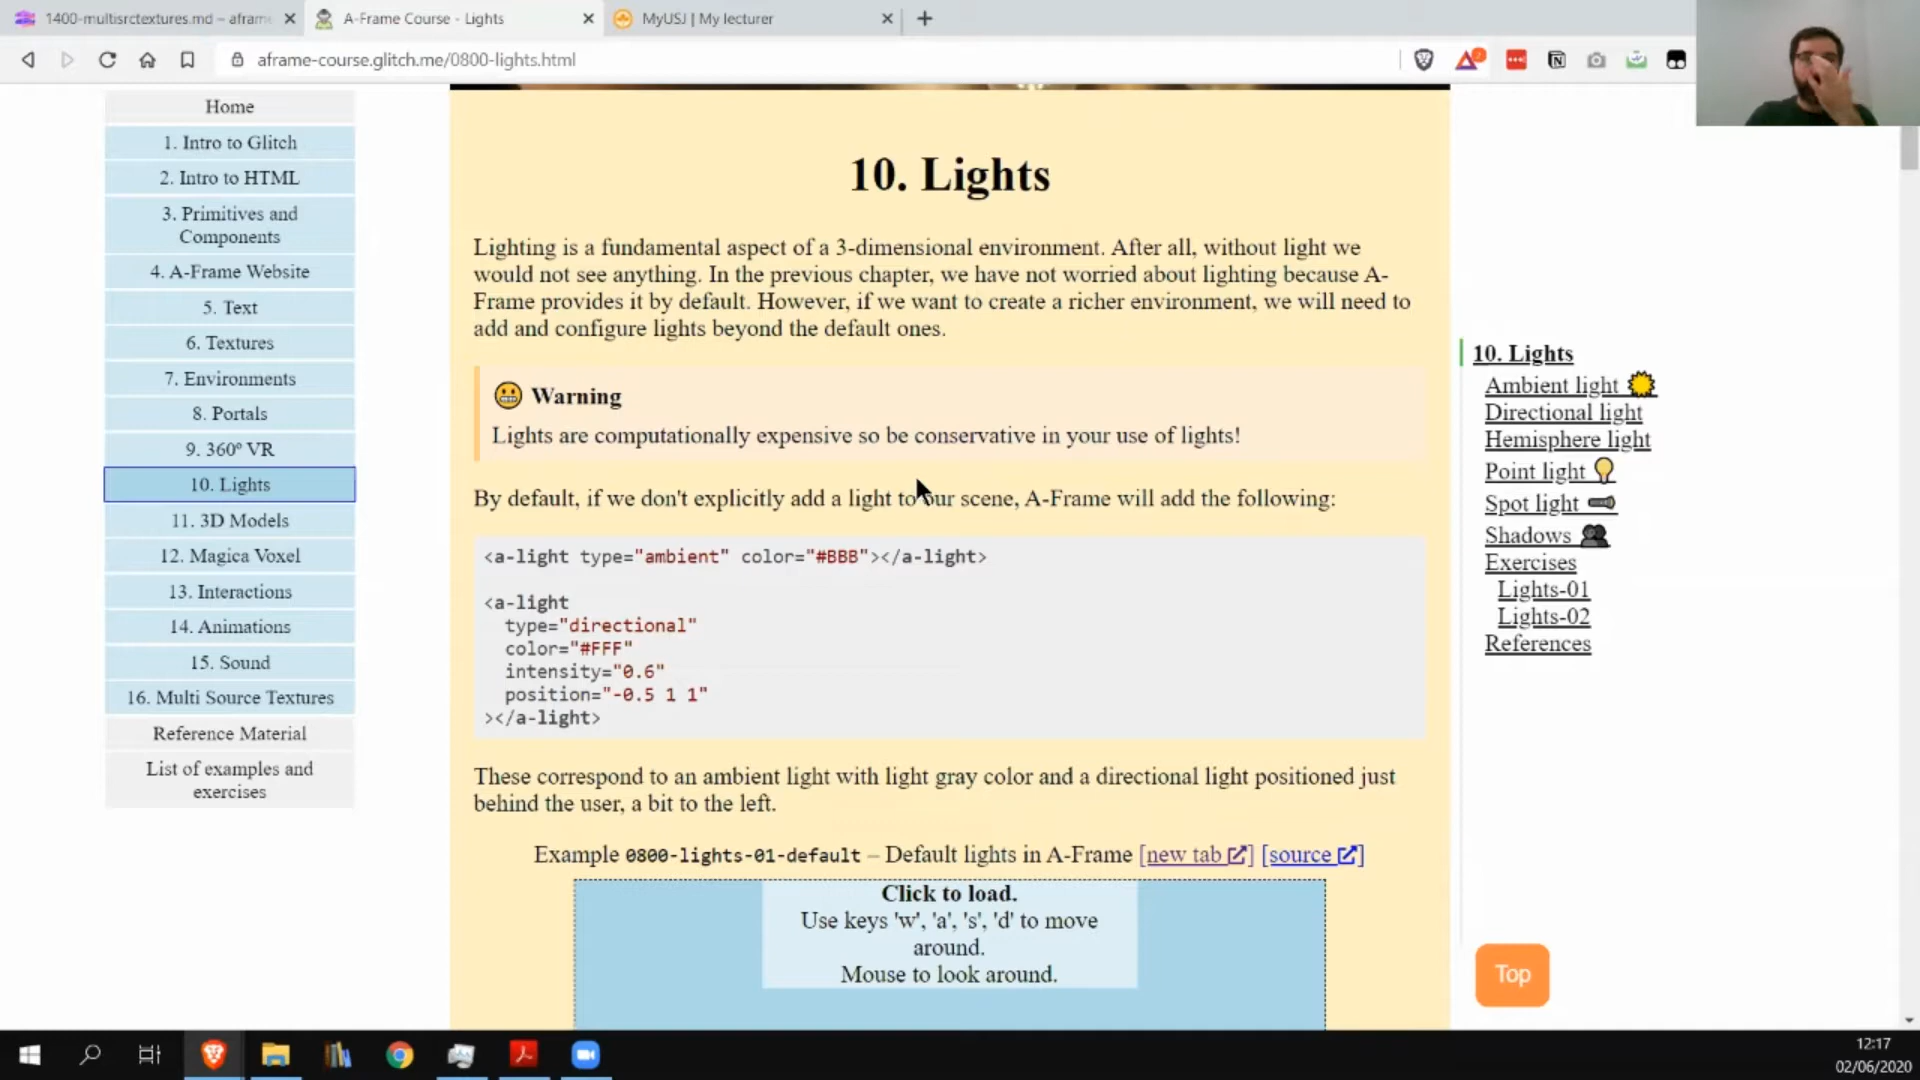 1400-multisrctextures.md – afram
A-Frame Course - Lights
MyUSJ | My lecturer
aframe-course.glitch.me/0800-lights.html
Home
1. Intro to Glitch
2. Intro to HTML
3. Primitives and
Components
4. A-Frame Website
5. Text
6. Textures
7. Environments
8. Portals
9. 360º VR
10. Lights
11. 3D Models
12. Magica Voxel
13. Interactions
14. Animations
15. Sound
16. Multi Source Textures
Reference Material
List of examples and
exercises
10. Lights
Lighting is a fundamental aspect of a 3-dimensional environment. After all, without light we
would not see anything. In the previous chapter, we have not worried about lighting because A-
Frame provides it by default. However, if we want to create a richer environment, we will need to
add and configure lights beyond the default ones.
Warning
Lights are computationally expensive so be conservative in your use of lights!
By default, if we don't explicitly add a light to our scene, A-Frame will add the following:
<a-light type="ambient" color="#BBB"></a-light>
<a-light
type="directional"
color="#FFF"
intensity="0.6"
position="-0.5 1 1"
></a-light>
These correspond to an ambient light with light gray color and a directional light positioned just
behind the user, a bit to the left.
Example 0800-lights-01-default – Default lights in A-Frame [new tab] [source]
Click to load.
Use keys 'w', 'a', 's', 'd' to move
around.
Mouse to look around.
10. Lights
Ambient light
Directional light
Hemisphere light
Point light
Spot light
Shadows
Exercises
Lights-01
Lights-02
References
Top
12:17
02/06/2020